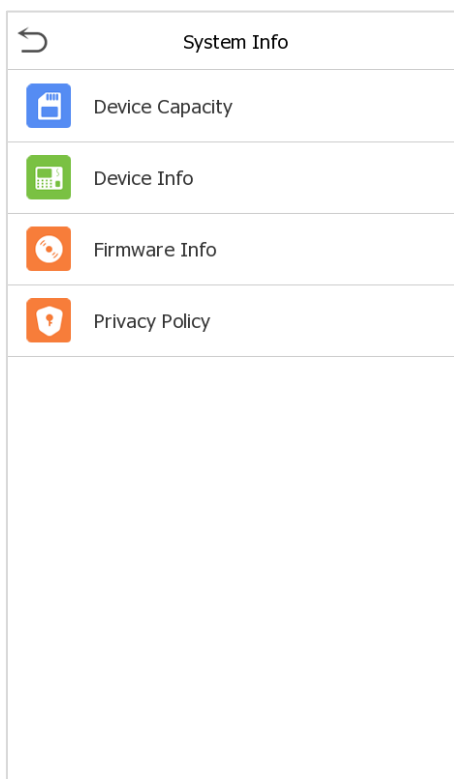 System Info
Device Capacity
Device Info
Firmware Info
Privacy Policy